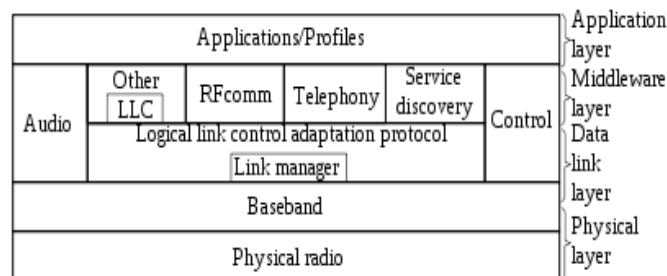 Applications/Profiles
Application
layer
Audio
Other
LLC
RFcomm
Telephony
Service
discovery
Control
Middleware
layer
Logical link control adaptation protocol
Link manager
Data
link
layer
Baseband
Physical radio
Physical
layer